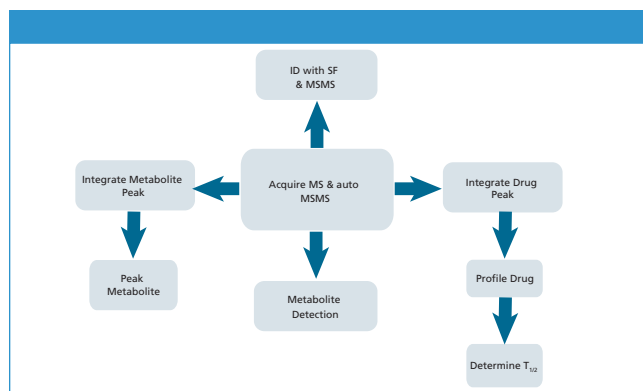 ID with SF
& MSMS
Integrate Metabolite
Peak
Acquire MS & auto
MSMS
Integrate Drug
Peak
Peak
Metabolite
Metabolite
Detection
Profile Drug
Determine T1/2